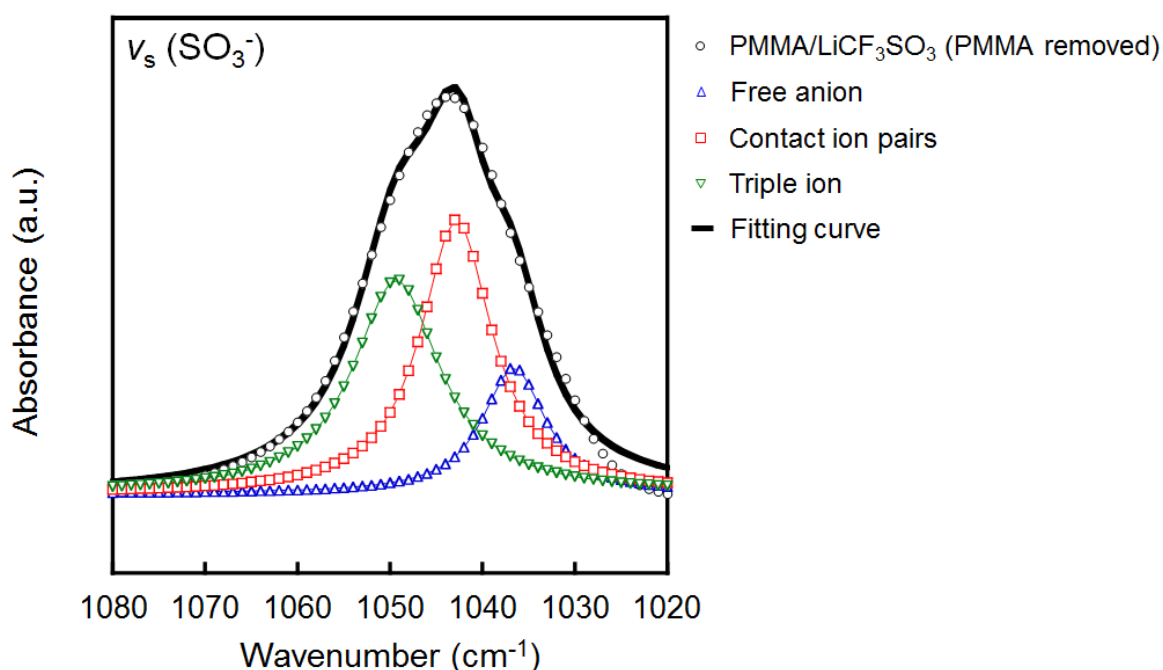 νs (SO3-)
PMMA/LiCF3SO3 (PMMA removed)
Free anion
Contact ion pairs
Triple ion
Fitting curve
Absorbance (a.u.)
1080 1070 1060 1050 1040 1030 1020
Wavenumber (cm-1)